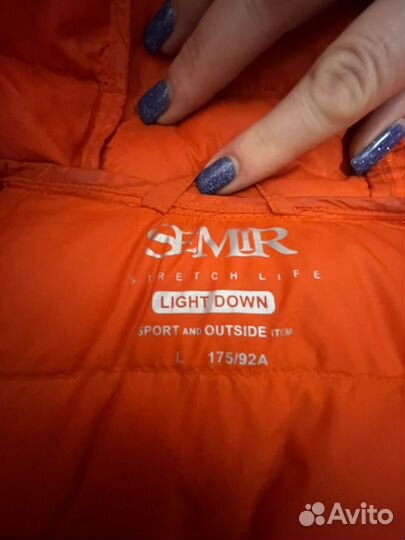 SEMIR
STRETCH LIFE
LIGHT DOWN
SPORT AND OUTSIDE ITEM
L 175/92A
Avito